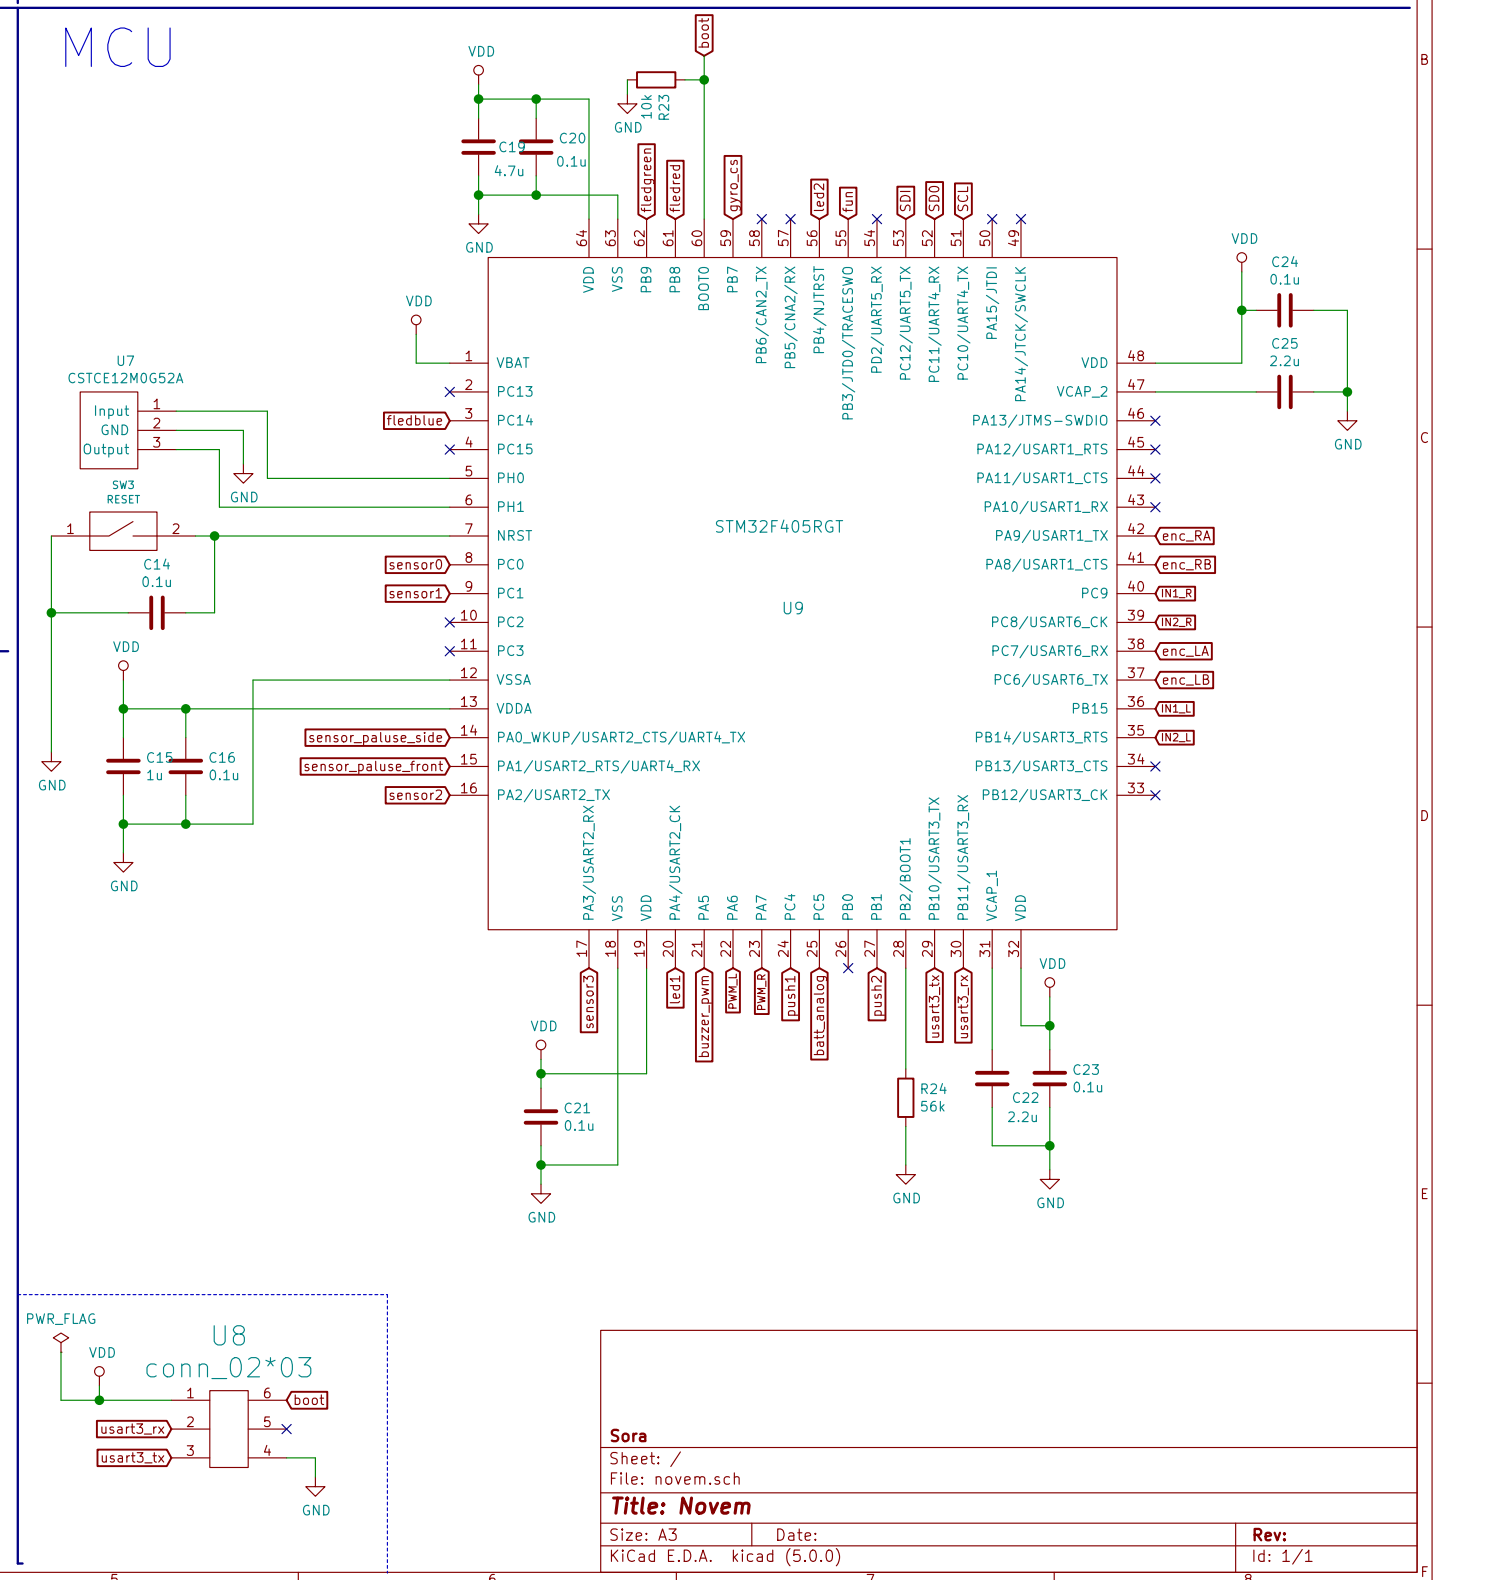 MCU
B
boot
VDD
10k
R23
GND
C19
4.7u
C20
0.1u
GND
fledgreen
fledred
gyro_cs
led2
fun
SDI
SDO
SCL
64
63
62
61
60
59
58
57
56
55
54
53
52
51
50
49
VDD
VSS
PB9
PB8
BOOT0
PB7
PB6/CAN2_TX
PB5/CNA2/RX
PB4/NJTRST
PB3/JTDO/TRACESWO
PD2/UART5_RX
PC12/UART5_TX
PC11/UART4_RX
PC10/UART4_TX
PA15/JTDI
PA14/JTCK/SWCLK
VDD
C24
0.1u
C25
2.2u
GND
C
VDD
U7
CSTCE12M0G52A
Input 1
GND 2
Output 3
GND
SW3
RESET
1 2
C14
0.1u
GND
VDD
C15
1u
C16
0.1u
GND
1 VBAT
2 PC13
fledblue 3 PC14
4 PC15
5 PH0
6 PH1
7 NRST
sensor0 8 PC0
sensor1 9 PC1
10 PC2
11 PC3
12 VSSA
13 VDDA
sensor_paluse_side 14 PA0_WKUP/USART2_CTS/UART4_TX
sensor_paluse_front 15 PA1/USART2_RTS/UART4_RX
sensor2 16 PA2/USART2_TX
STM32F405RGT
U9
VDD 48
VCAP_2 47
PA13/JTMS-SWDIO 46
PA12/USART1_RTS 45
PA11/USART1_CTS 44
PA10/USART1_RX 43
PA9/USART1_TX 42 enc_RA
PA8/USART1_CTS 41 enc_RB
PC9 40 IN1_R
PC8/USART6_CK 39 IN2_R
PC7/USART6_RX 38 enc_LA
PC6/USART6_TX 37 enc_LB
PB15 36 IN1_L
PB14/USART3_RTS 35 IN2_L
PB13/USART3_CTS 34
PB12/USART3_CK 33
D
PA3/USART2_RX
VSS
VDD
PA4/USART2_CK
PA5
PA6
PA7
PC4
PC5
PB0
PB1
PB2/BOOT1
PB10/USART3_TX
PB11/USART3_RX
VCAP_1
VDD
17
18
19
20
21
22
23
24
25
26
27
28
29
30
31
32
sensor3
led1
buzzer_pwm
PWM_L
PWM_R
push1
batt_analog
push2
usart3_tx
usart3_rx
VDD
VDD
C21
0.1u
GND
R24
56k
GND
C22
2.2u
C23
0.1u
GND
E
PWR_FLAG
VDD
U8
conn_02*03
1 6 boot
usart3_rx 2 5
usart3_tx 3 4
GND
Sora
Sheet: /
File: novem.sch
Title: Novem
Size: A3 Date: Rev:
KiCad E.D.A. kicad (5.0.0) Id: 1/1
F
5 6 7 8